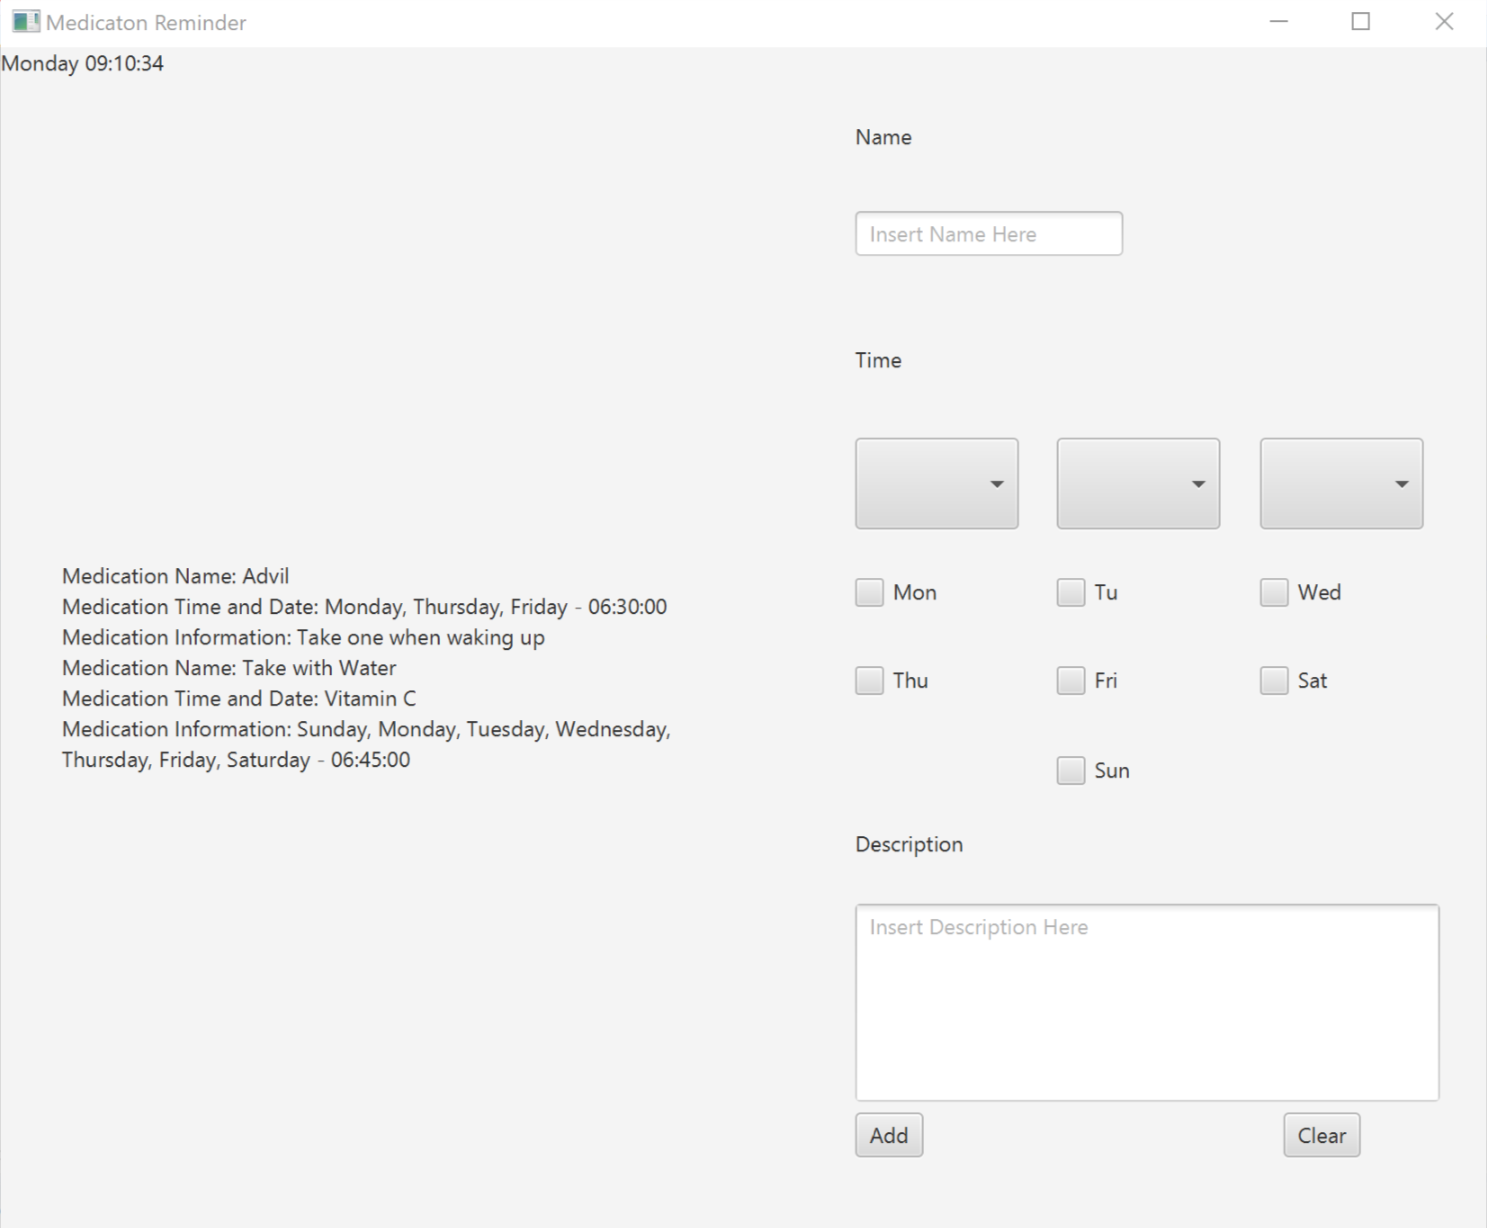 Medicaton Reminder
Monday 09:10:34
Name
Insert Name Here
Time
Medication Name: Advil
Medication Time and Date: Monday, Thursday, Friday - 06:30:00
Medication Information: Take one when waking up
Medication Name: Take with Water
Medication Time and Date: Vitamin C
Medication Information: Sunday, Monday, Tuesday, Wednesday,
Thursday, Friday, Saturday - 06:45:00
Mon Tu Wed
Thu Fri Sat
Sun
Description
Insert Description Here
Add Clear